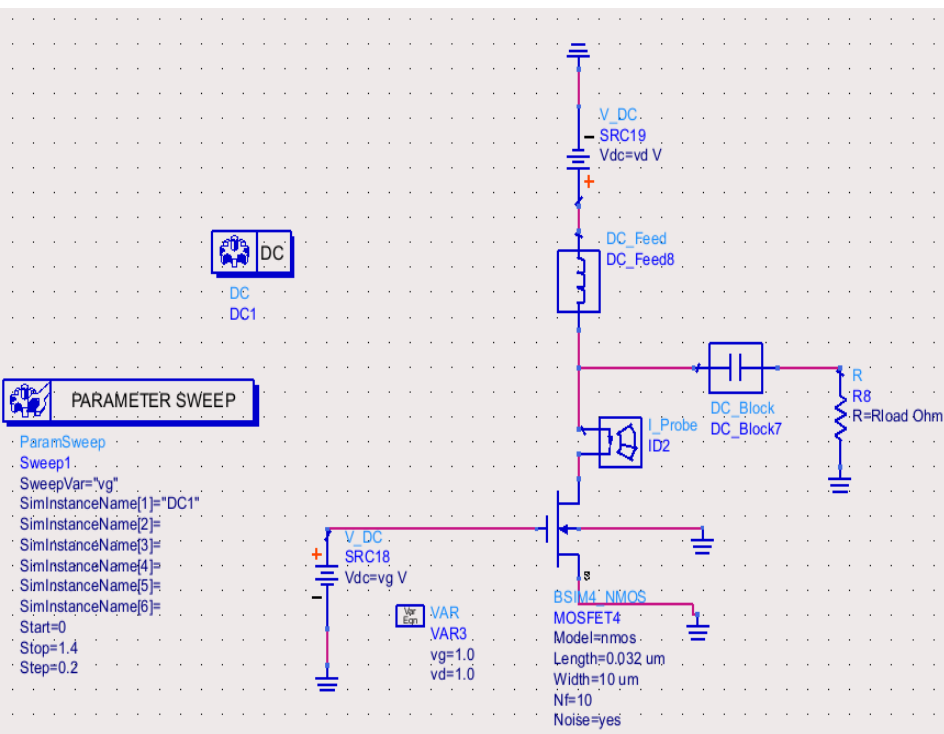 V_DC
SRC19
Vdc=vd V
DC_Feed
DC_Feed8
DC
DC
DC1
PARAMETER SWEEP
ParamSweep
Sweep1
SweepVar="vg"
SimInstanceName[1]="DC1"
SimInstanceName[2]=
SimInstanceName[3]=
SimInstanceName[4]=
SimInstanceName[5]=
SimInstanceName[6]=
Start=0
Stop=1.4
Step=0.2
DC_Block
DC_Block7
R
R8
R=Rload Ohm
I_Probe
ID2
V_DC
SRC18
Vdc=vg V
Var
Eqn
VAR
VAR3
vg=1.0
vd=1.0
BSIM4_NMOS
MOSFET4
Model=nmos
Length=0.032 um
Width=10 um
Nf=10
Noise=yes